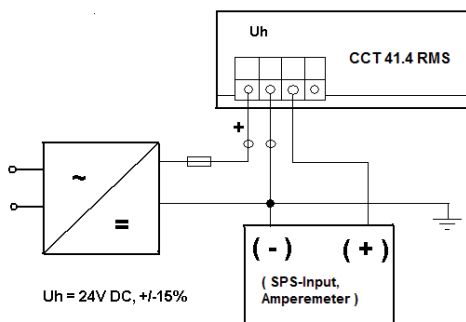 Uh
CCT 41.4 RMS
+
~
=
(-) (+)
( SPS-Input,
Amperemeter )
Uh = 24V DC, +/-15%